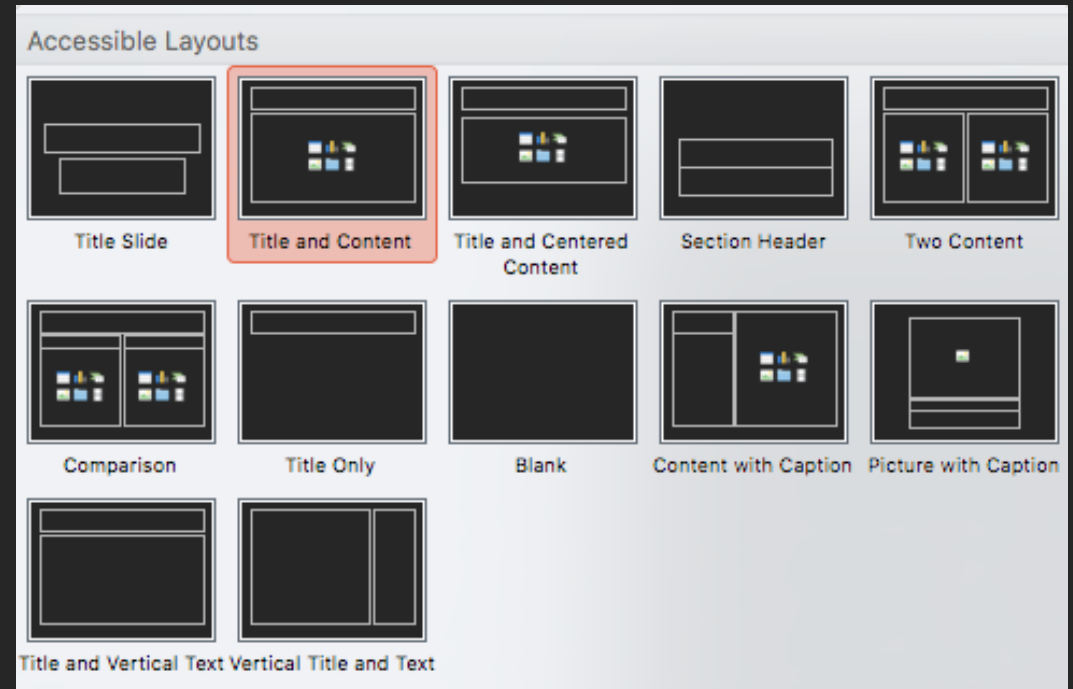 Accessible Layouts
Title Slide
Title and Content
Title and Centered
Content
Section Header
Two Content
Comparison
Title Only
Blank
Content with Caption
Picture with Caption
Title and Vertical Text
Vertical Title and Text